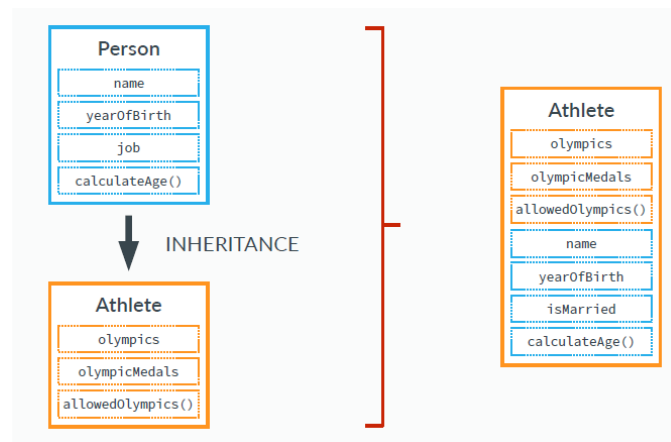 Person
name
yearOfBirth
job
calculateAge()
INHERITANCE
Athlete
olympics
olympicMedals
allowedOlympics()
Athlete
olympics
olympicMedals
allowedOlympics()
name
yearOfBirth
isMarried
calculateAge()